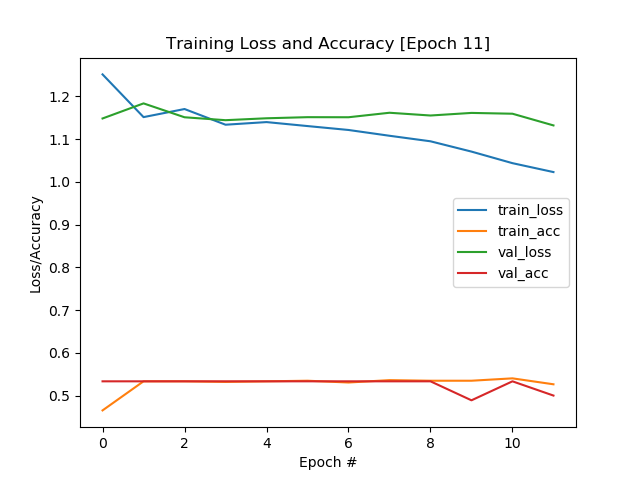 Training Loss and Accuracy [Epoch 11]
Loss/Accuracy
1.2
1.1
1.0
0.9
0.8
0.7
0.6
0.5
train_loss
train_acc
val_loss
val_acc
0 2 4 6 8 10
Epoch #